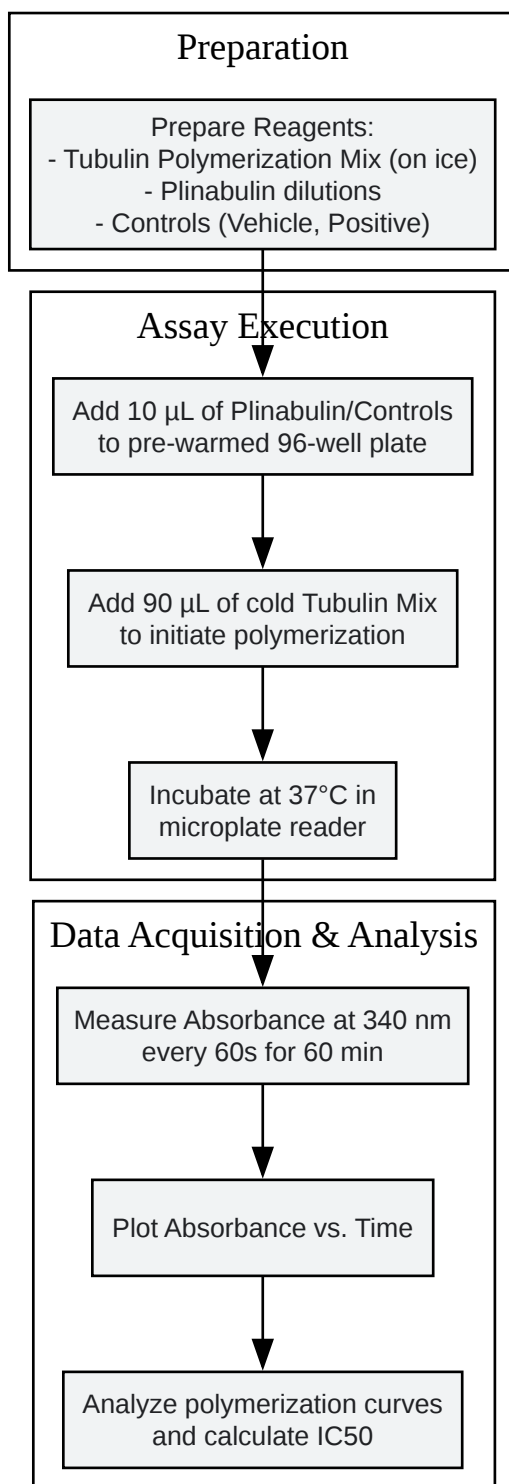 Preparation
Prepare Reagents:
- Tubulin Polymerization Mix (on ice)
- Plinabulin dilutions
- Controls (Vehicle, Positive)
Assay Execution
Add 10 µL of Plinabulin/Controls
to pre-warmed 96-well plate
Add 90 µL of cold Tubulin Mix
to initiate polymerization
Incubate at 37°C in
microplate reader
Data Acquisition & Analysis
Measure Absorbance at 340 nm
every 60s for 60 min
Plot Absorbance vs. Time
Analyze polymerization curves
and calculate IC50